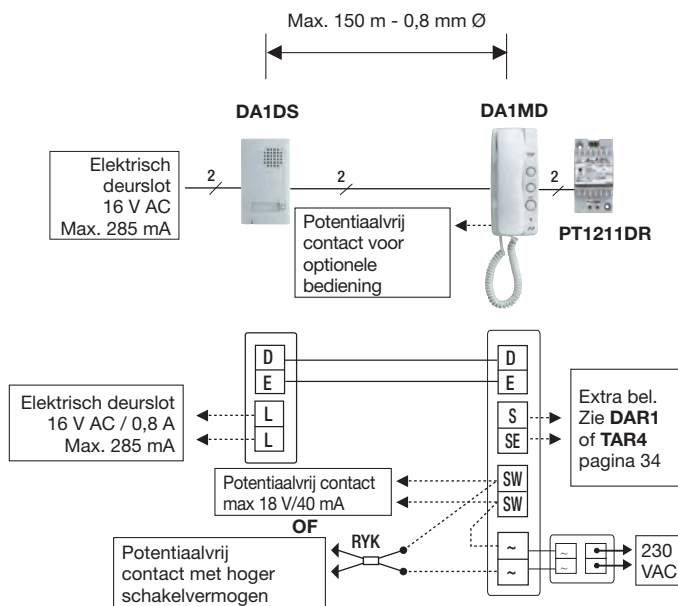 Max. 150 m - 0,8 mm Ø
DA1DS
DA1MD
Elektrisch
deurslot
16 V AC
Max. 285 mA
2
2
2
Potentiaalvrij
contact voor
optionele
bediening
PT1211DR
D
E
L
L
D
E
S
SE
SW
SW
~
~
Elektrisch deurslot
16 V AC / 0,8 A
Max. 285 mA
Extra bel.
Zie DAR1
of TAR4
pagina 34
Potentiaalvrij contact
max 18 V/40 mA
OF
RYK
Potentiaalvrij
contact met hoger
schakelvermogen
~
~
230
VAC